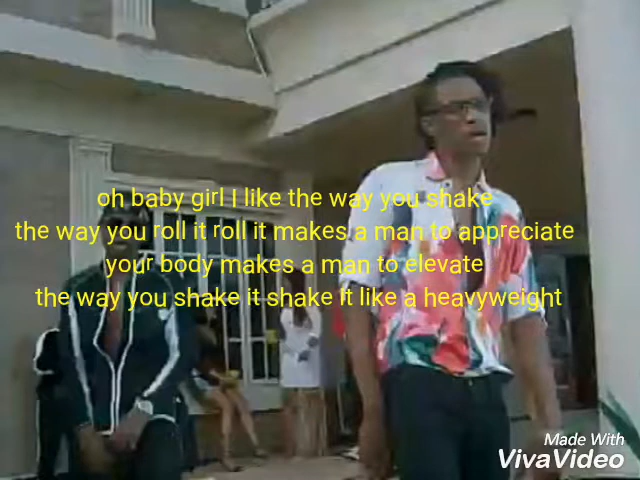 oh baby girl I like the way you shake
the way you roll it roll it makes a man to appreciate
your body makes a man to elevate
the way you shake it shake it like a heavyweight
Made With
VivaVideo